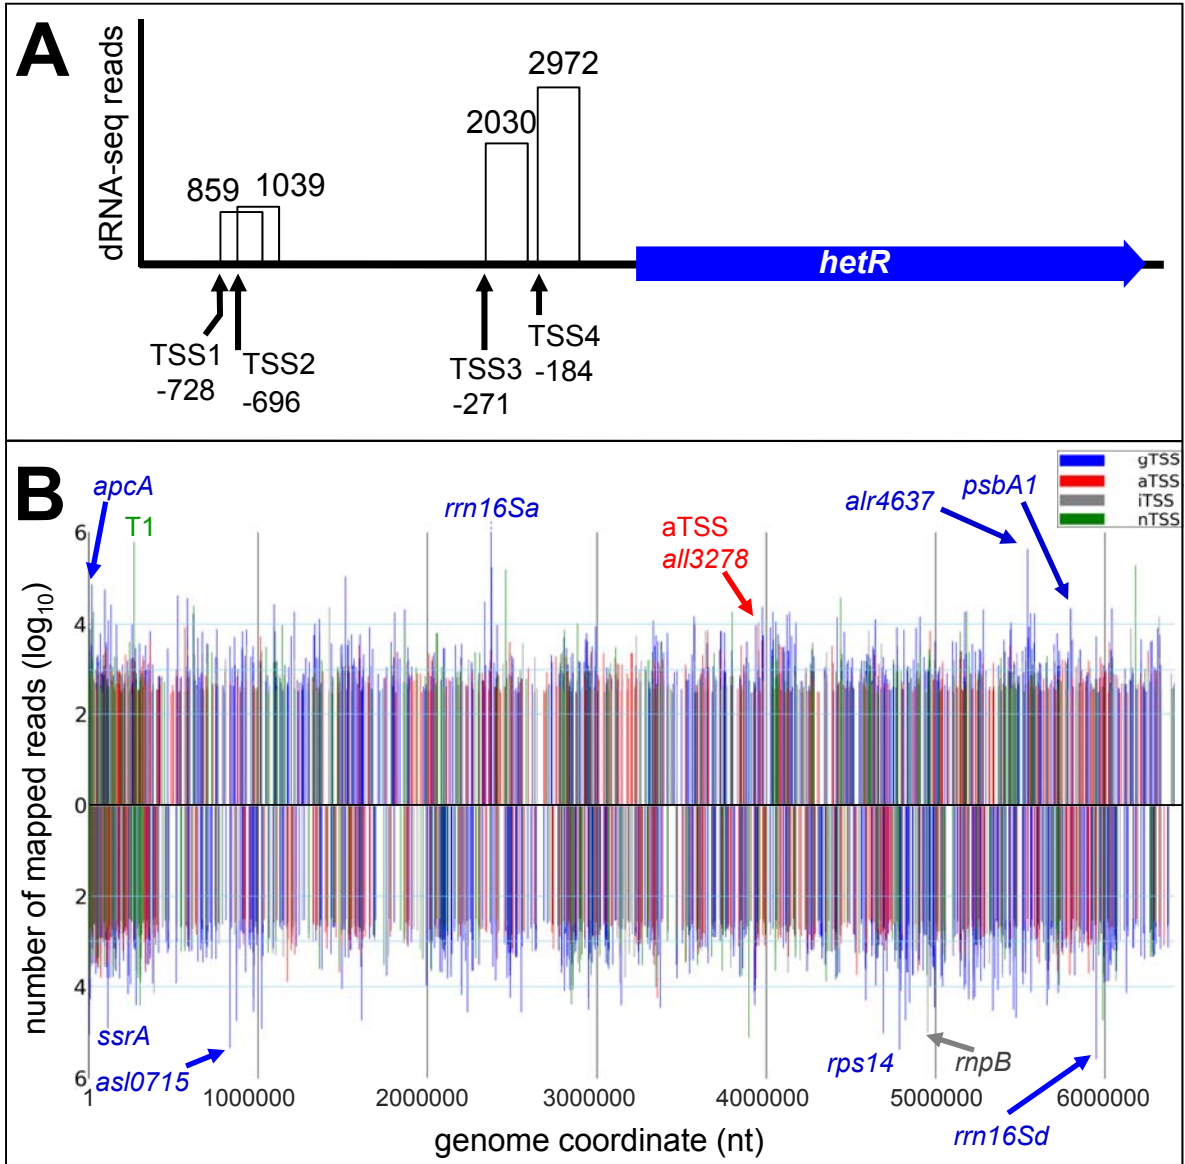 A
dRNA-seq reads
859
1039
2030
2972
hetR
TSS1
-728
TSS2
-696
TSS3
-271
TSS4
-184
B
apcA
T1
rrn16Sa
aTSS
all3278
alr4637
psbA1
gTSS
aTSS
iTSS
nTSS
number of mapped reads (log10)
6
4
2
0
2
4
6
ssrA
asl0715
rps14
rnpB
rrn16Sd
1
1000000
2000000
3000000
4000000
5000000
6000000
genome coordinate (nt)